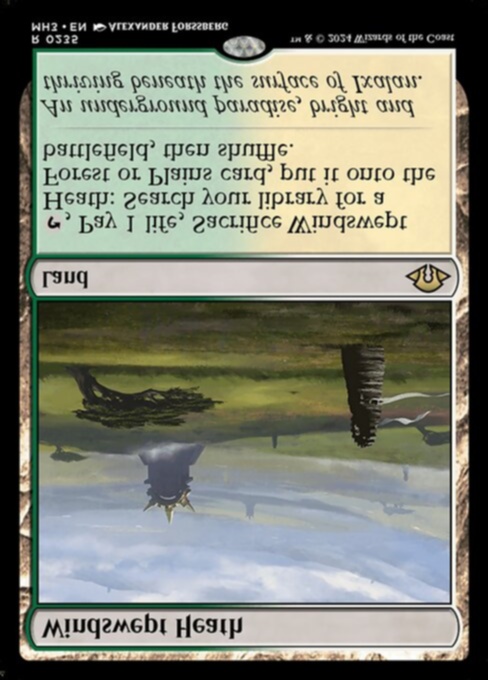 Windswept Heath
Land
, Pay 1 life, Sacrifice Windswept
Heath: Search your library for a
Forest or Plains card, put it onto the
battlefield, then shuffle.
An underground paradise, bright and
thriving beneath the surface of Ixalan.
R 0235
MH3 • EN ALEXANDER FORSSBERG
™ & © 2024 Wizards of the Coast